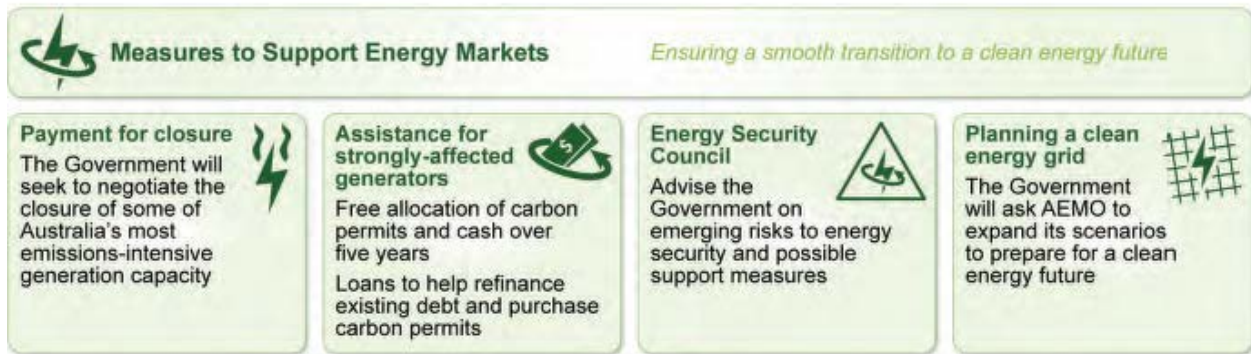 Measures to Support Energy Markets
Ensuring a smooth transition to a clean energy future
Payment for closure
The Government will
seek to negotiate the
closure of some of
Australia's most
emissions-intensive
generation capacity
Assistance for
strongly-affected
generators
$
Free allocation of carbon
permits and cash over
five years
Loans to help refinance
existing debt and purchase
carbon permits
Energy Security
Council
Advise the
Government on
emerging risks to energy
security and possible
support measures
Planning a clean
energy grid
The Government
will ask AEMO to
expand its scenarios
to prepare for a clean
energy future